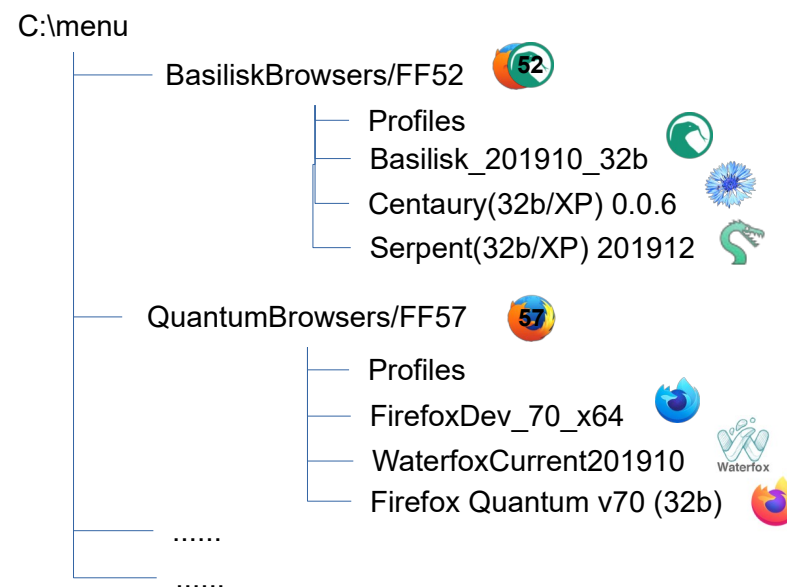 C:\menu
BasiliskBrowsers/FF52
52
Profiles
Basilisk_201910_32b
Centaury(32b/XP) 0.0.6
Serpent(32b/XP) 201912
QuantumBrowsers/FF57
57
Profiles
FirefoxDev_70_x64
WaterfoxCurrent201910
Waterfox
Firefox Quantum v70 (32b)
......
......